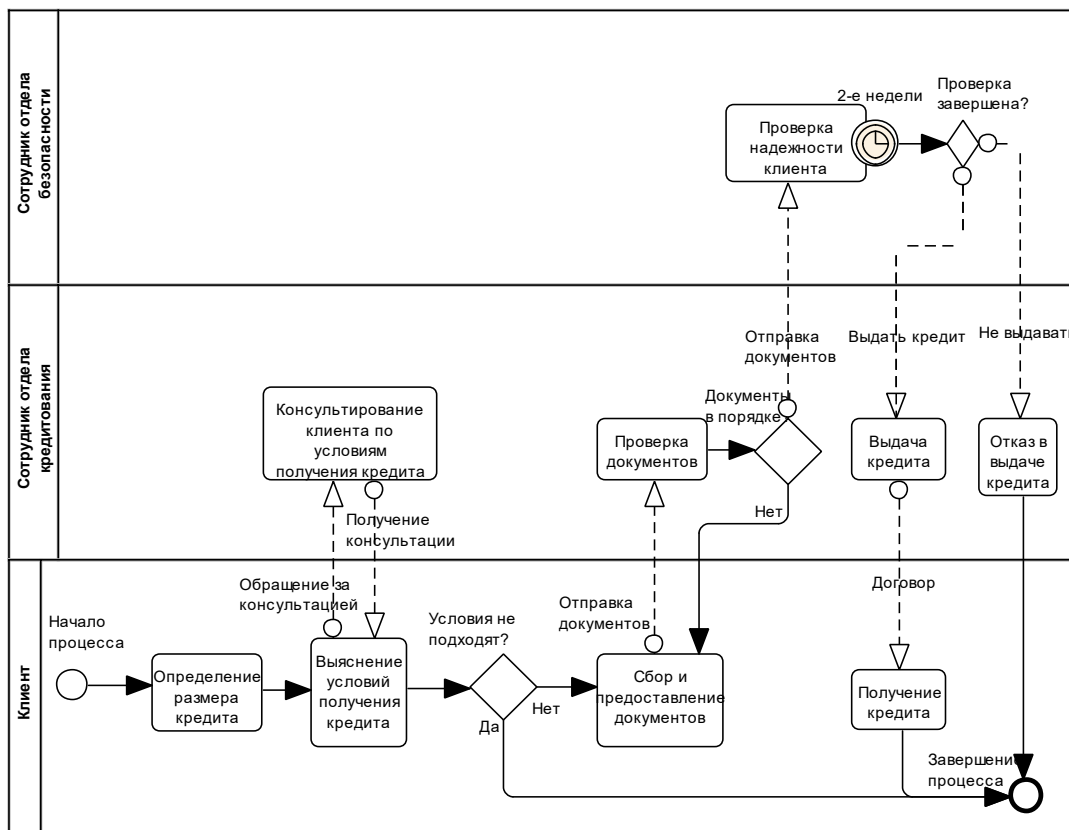 Сотрудник отдела
безопасности
2-е недели
Проверка
завершена?
Проверка
надежности
клиента
Сотрудник отдела
кредитования
Отправка
документов
Выдать кредит
Не выдавать
Консультирование
клиента по
условиям
получения кредита
Документы
в порядке
Проверка
документов
Выдача
кредита
Отказ в
выдаче
кредита
Получение
консультации
Нет
Клиент
Начало
процесса
Обращение за
консультацией
Условия не
подходят?
Отправка
документов
Договор
Определение
размера
кредита
Выяснение
условий
получения
кредита
Да
Нет
Сбор и
предоставление
документов
Получение
кредита
Завершение
процесса